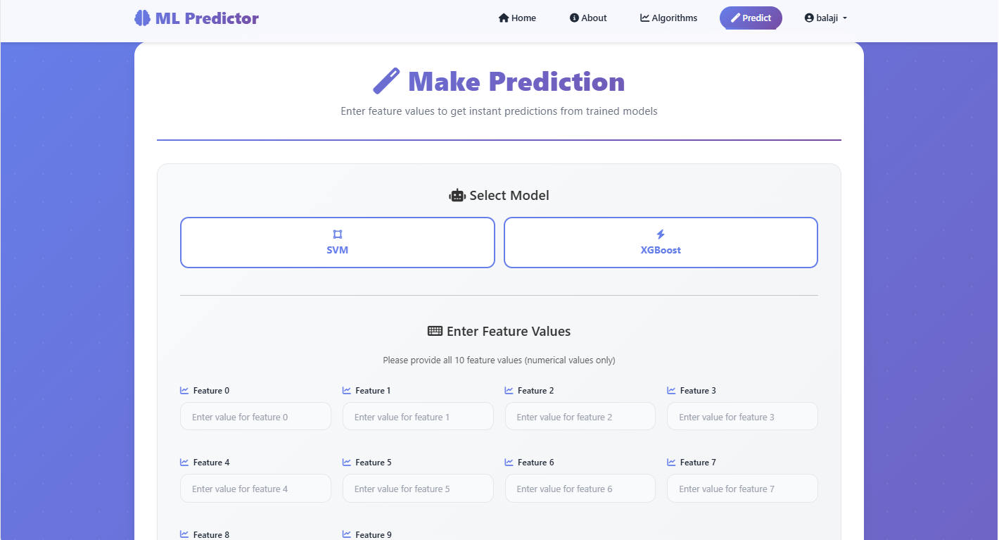 ML Predictor Home About Algorithms Predict balaji
Make Prediction
Enter feature values to get instant predictions from trained models
Select Model
SVM XGBoost
Enter Feature Values
Please provide all 10 feature values (numerical values only)
Feature 0 Feature 1 Feature 2 Feature 3
Enter value for feature 0 Enter value for feature 1 Enter value for feature 2 Enter value for feature 3
Feature 4 Feature 5 Feature 6 Feature 7
Enter value for feature 4 Enter value for feature 5 Enter value for feature 6 Enter value for feature 7
Feature 8 Feature 9